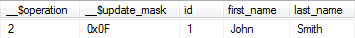 __$operation __$update_mask id first_name last_name
2 0x0F 1 John Smith